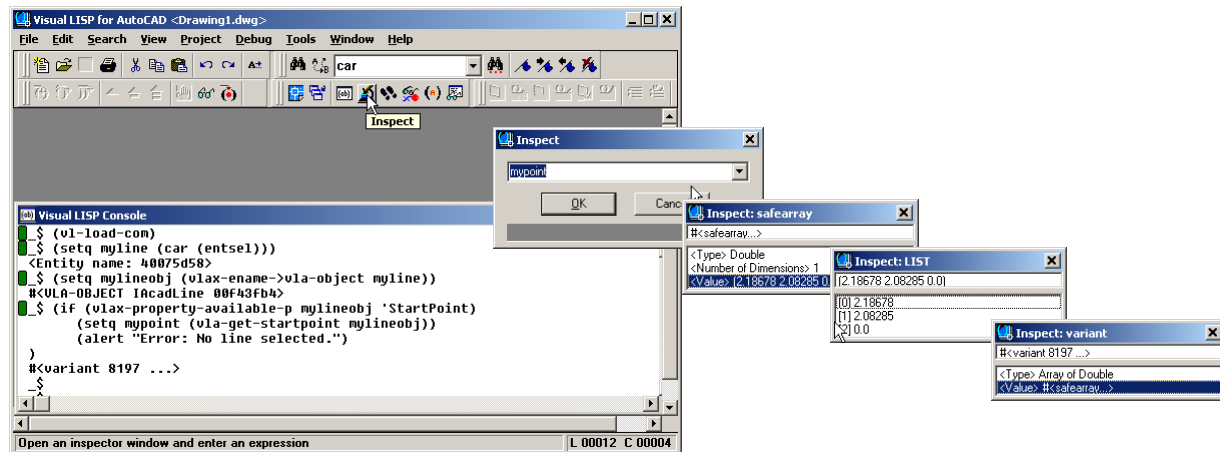 Visual LISP for AutoCAD <Drawing1.dwg>
File Edit Search View Project Debug Tools Window Help
car
Inspect
Inspect
mypoint
OK
Visual LISP Console
_$ (vl-load-com)
_$ (setq myline (car (entsel)))
<Entity name: 40075d58>
_$ (setq mylineobj (vlax-ename->vla-object myline))
#<VLA-OBJECT IAcadLine 00f43fb4>
_$ (if (vlax-property-available-p mylineobj 'StartPoint)
(setq mypoint (vla-get-startpoint mylineobj))
(alert "Error: No line selected.")
)
#<variant 8197 ...>
_$
Open an inspector window and enter an expression
L 00012 C 00004
Inspect: safearray
#<safearray...>
<Type> Double
<Number of Dimensions> 1
<Value> (2.18678 2.08285 0
Inspect: LIST
(2.18678 2.08285 0.0)
[0] 2.18678
[1] 2.08285
[2] 0.0
Inspect: variant
#<variant 8197 ...>
<Type> Array of Double
<Value> #<safearray...>